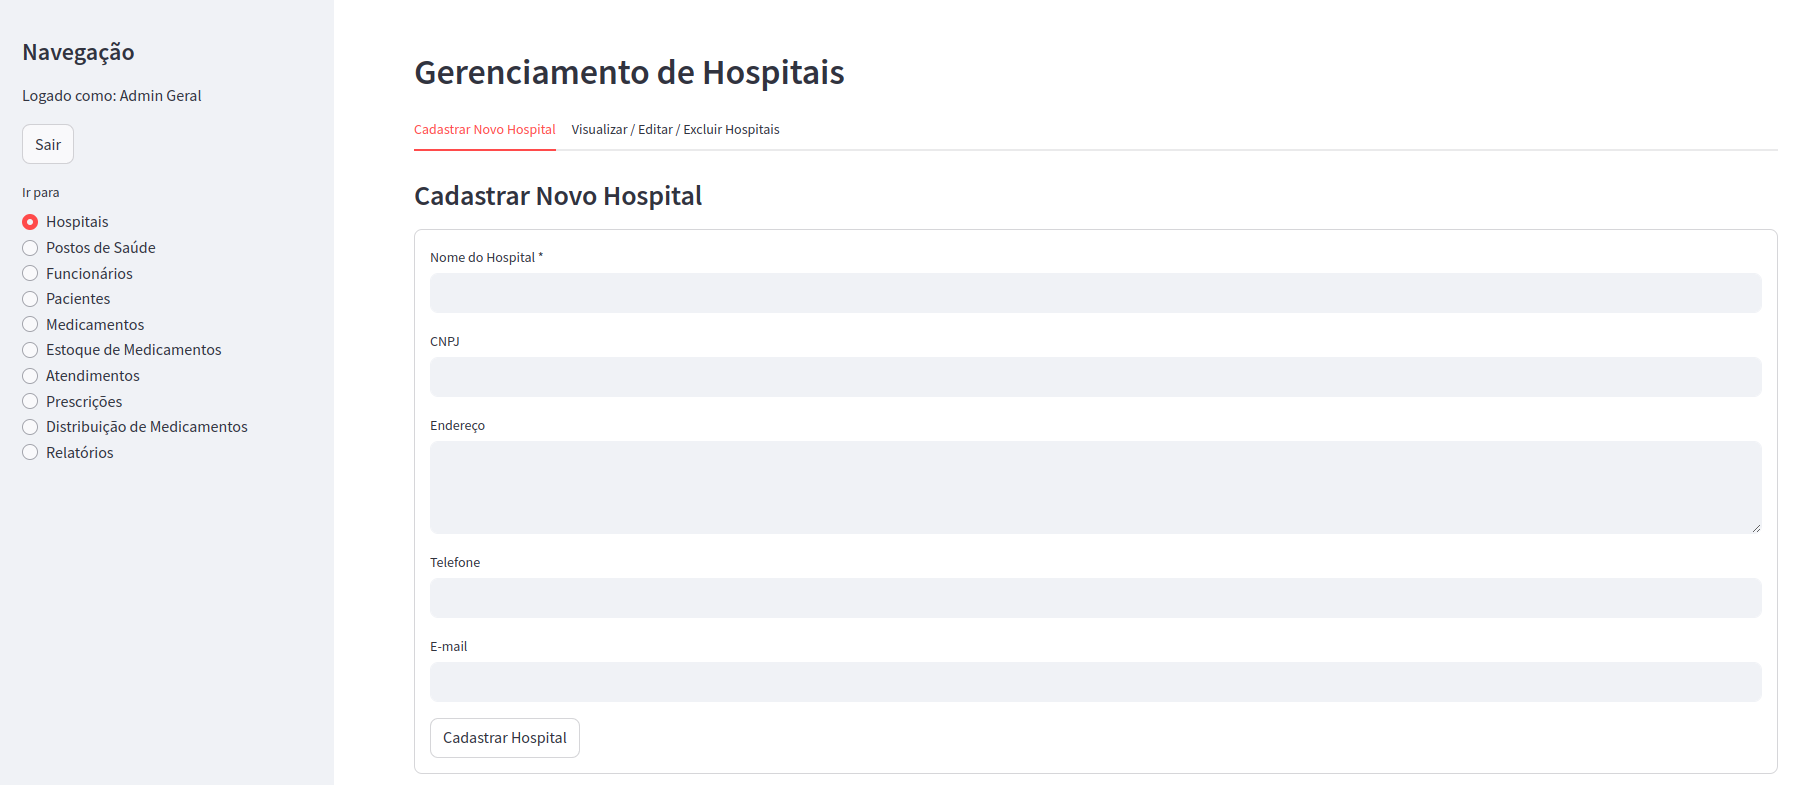 Navegação
Logado como: Admin Geral
Sair
Ir para
Hospitais
Postos de Saúde
Funcionários
Pacientes
Medicamentos
Estoque de Medicamentos
Atendimentos
Prescrições
Distribuição de Medicamentos
Relatórios
Gerenciamento de Hospitais
Cadastrar Novo Hospital Visualizar / Editar / Excluir Hospitais
Cadastrar Novo Hospital
Nome do Hospital *
CNPJ
Endereço
Telefone
E-mail
Cadastrar Hospital